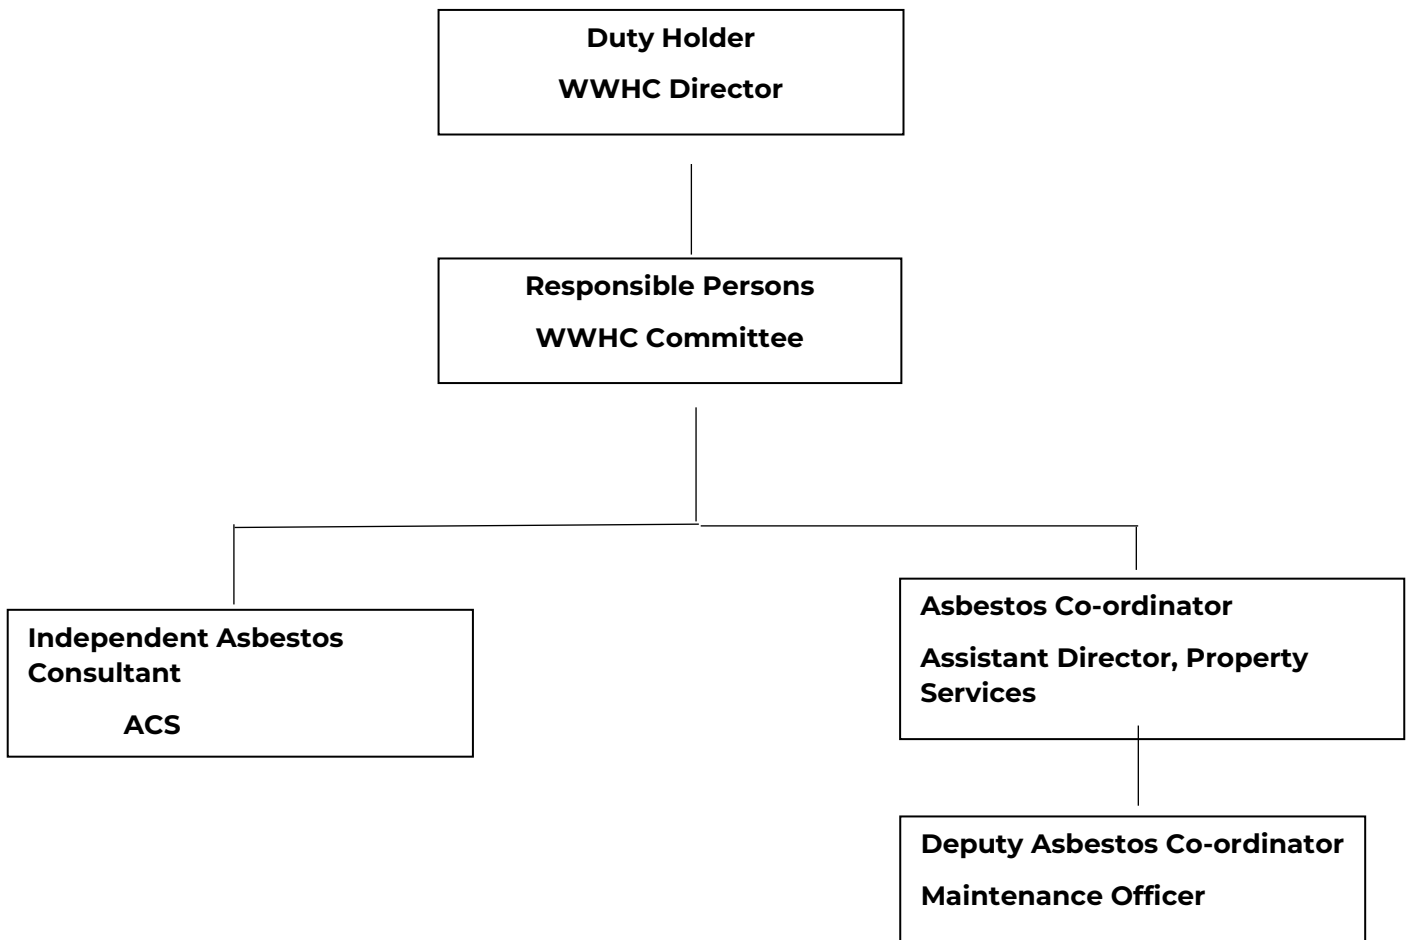 Duty Holder
WWHC Director
Responsible Persons
WWHC Committee
Independent Asbestos
Consultant
ACS
Asbestos Co-ordinator
Assistant Director, Property
Services
Deputy Asbestos Co-ordinator
Maintenance Officer